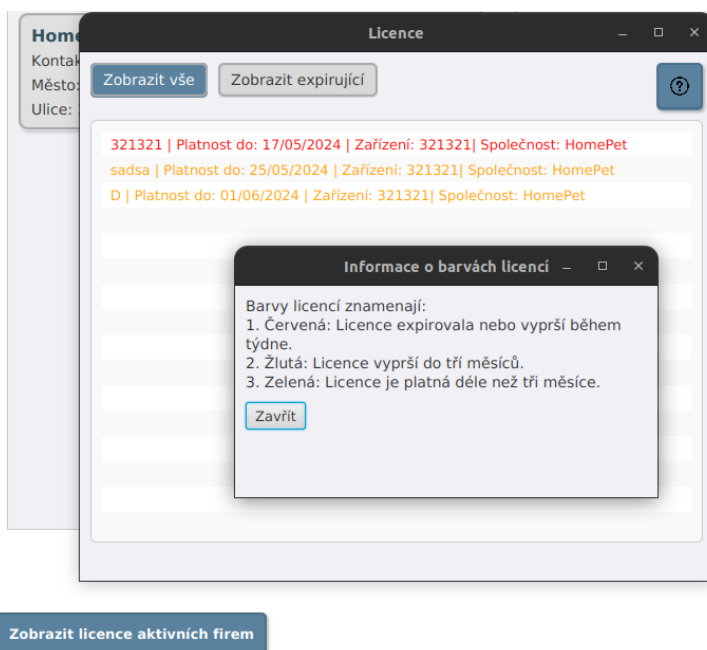 Home
Licence
Kontak
Město:
Ulice:
Zobrazit vše
Zobrazit expirující
321321 | Platnost do: 17/05/2024 | Zařízení: 321321| Společnost: HomePet
sadsa | Platnost do: 25/05/2024 | Zařízení: 321321| Společnost: HomePet
D | Platnost do: 01/06/2024 | Zařízení: 321321| Společnost: HomePet
Informace o barvách licencí
Barvy licencí znamenají:
1. Červená: Licence expirovala nebo vyprší během
týdne.
2. Žlutá: Licence vyprší do tří měsíců.
3. Zelená: Licence je platná déle než tři měsíce.
Zavřít
Zobrazit licence aktivních firem